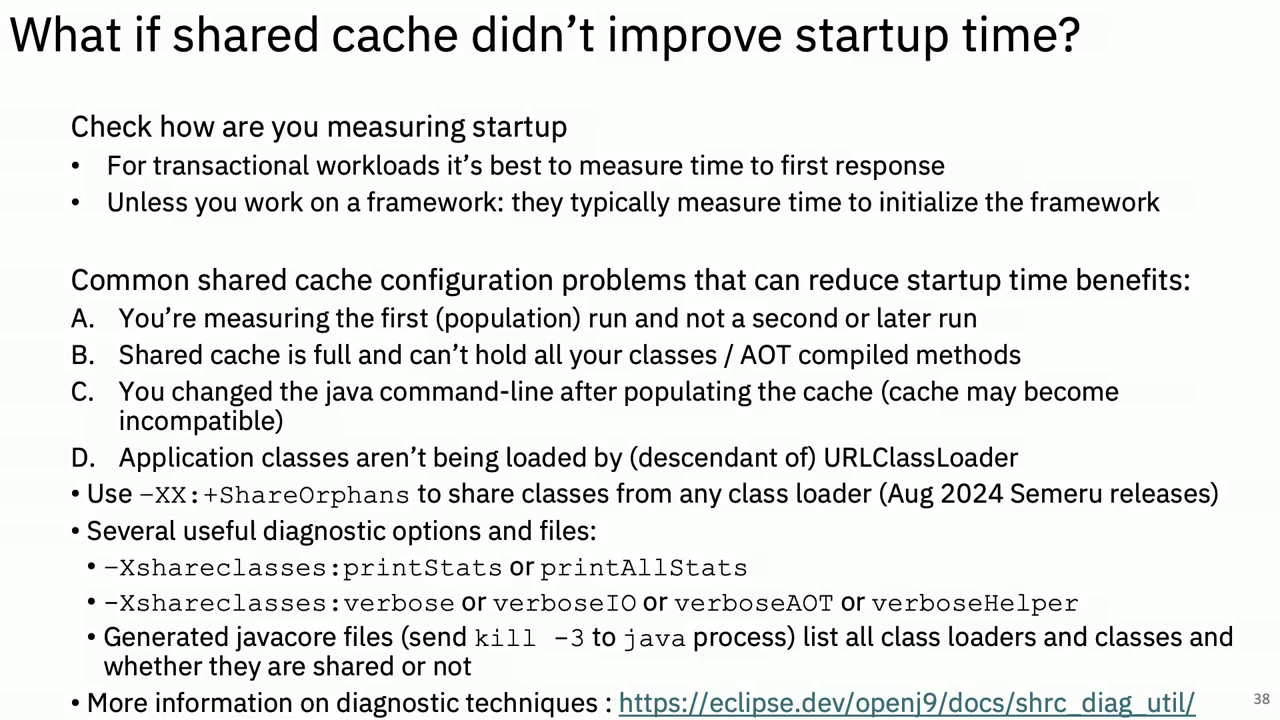 What if shared cache didn't improve startup time?
Check how are you measuring startup
• For transactional workloads it's best to measure time to first response
• Unless you work on a framework: they typically measure time to initialize the framework
Common shared cache configuration problems that can reduce startup time benefits:
A. You're measuring the first (population) run and not a second or later run
B. Shared cache is full and can't hold all your classes / AOT compiled methods
C. You changed the java command-line after populating the cache (cache may become
incompatible)
D. Application classes aren't being loaded by (descendant of) URLClassLoader
• Use –XX:+ShareOrphans to share classes from any class loader (Aug 2024 Semeru releases)
• Several useful diagnostic options and files:
• –Xshareclasses:printStats or printAllStats
• -Xshareclasses:verbose or verboseIO or verboseAOT or verboseHelper
• Generated javacore files (send kill -3 to java process) list all class loaders and classes and
whether they are shared or not
• More information on diagnostic techniques : https://eclipse.dev/openj9/docs/shrc_diag_util/
38